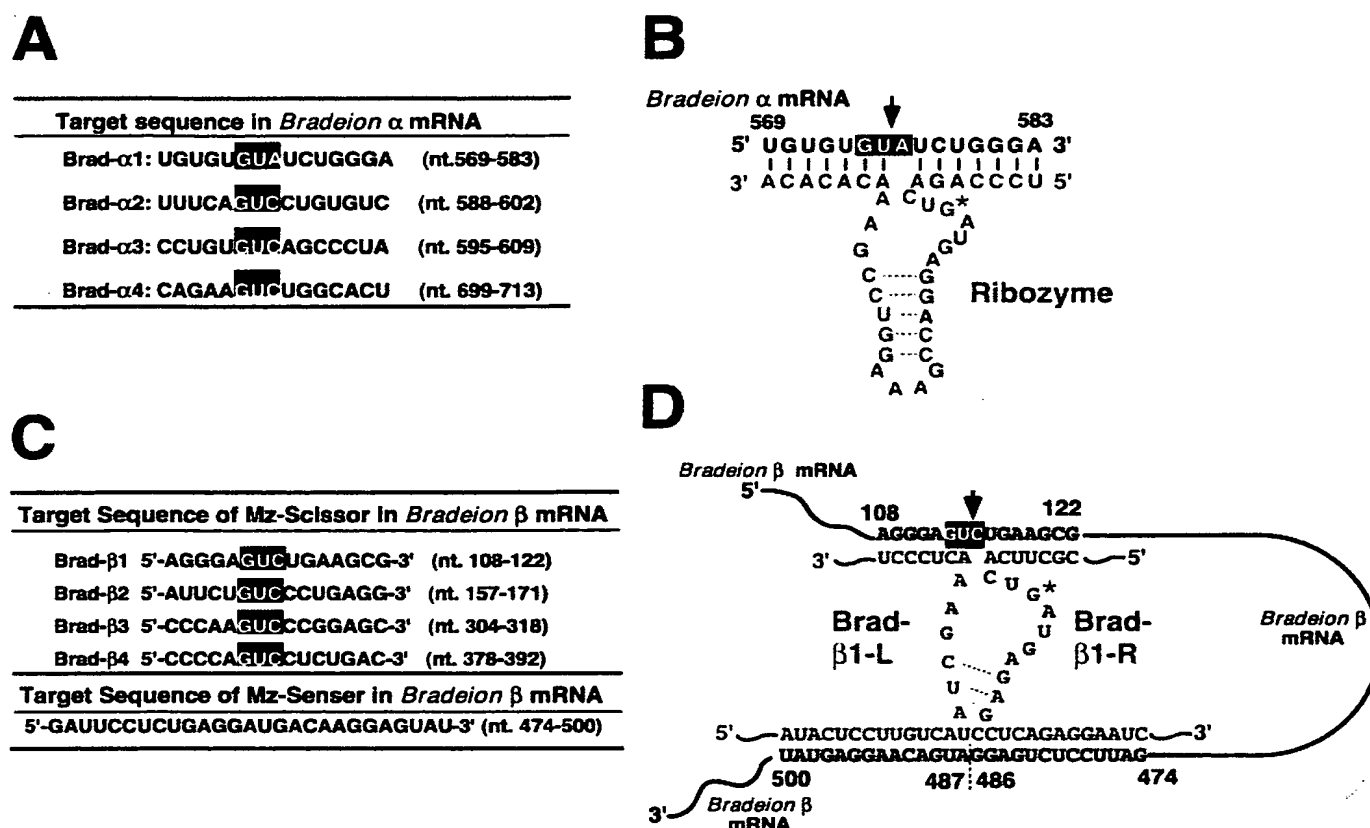 A
Target sequence in Bradeion α mRNA
Brad-α1: UGUGUGUAUCUGGGA (nt.569-583)
Brad-α2: UUUCAGUCCUGUGUC (nt. 588-602)
Brad-α3: CCUGUGUCAGCCCUA (nt. 595-609)
Brad-α4: CAGAAGUCUGGCACU (nt. 699-713)
B
Bradeion α mRNA
569 583
5' UGUGUGUAUCUGGGA 3'
3' ACACACA AGACCCU 5'
A C U G * A U A G
A G C C U G G A A A G C C A G G
Ribozyme
C
Target Sequence of Mz-Scissor in Bradeion β mRNA
Brad-β1 5'-AGGGAGUCUGAAGCG-3' (nt. 108-122)
Brad-β2 5'-AUUCUGUCCCUGAGG-3' (nt. 157-171)
Brad-β3 5'-CCCAAGUCCCGGAGC-3' (nt. 304-318)
Brad-β4 5'-CCCCAGUCCUCUGAC-3' (nt. 378-392)
Target Sequence of Mz-Senser in Bradeion β mRNA
5'-GAUUCCUCUGAGGAUGACAAGGAGUAU-3' (nt. 474-500)
D
Bradeion β mRNA
5'
108 122
AGGGAGUCUGAAGCG
3' UCCCUCA ACUUCGC 5'
A A G C U A
C U G * A U G A G A G
Brad-
β1-L
Brad-
β1-R
Bradeion β
mRNA
5' AUACUCCUUGUCAUCCUCAGAGGAAUC 3'
UAUGAGGAACAGUAGGAGUCUCCUUAG
500 487 486 474
3' Bradeion β
mRNA